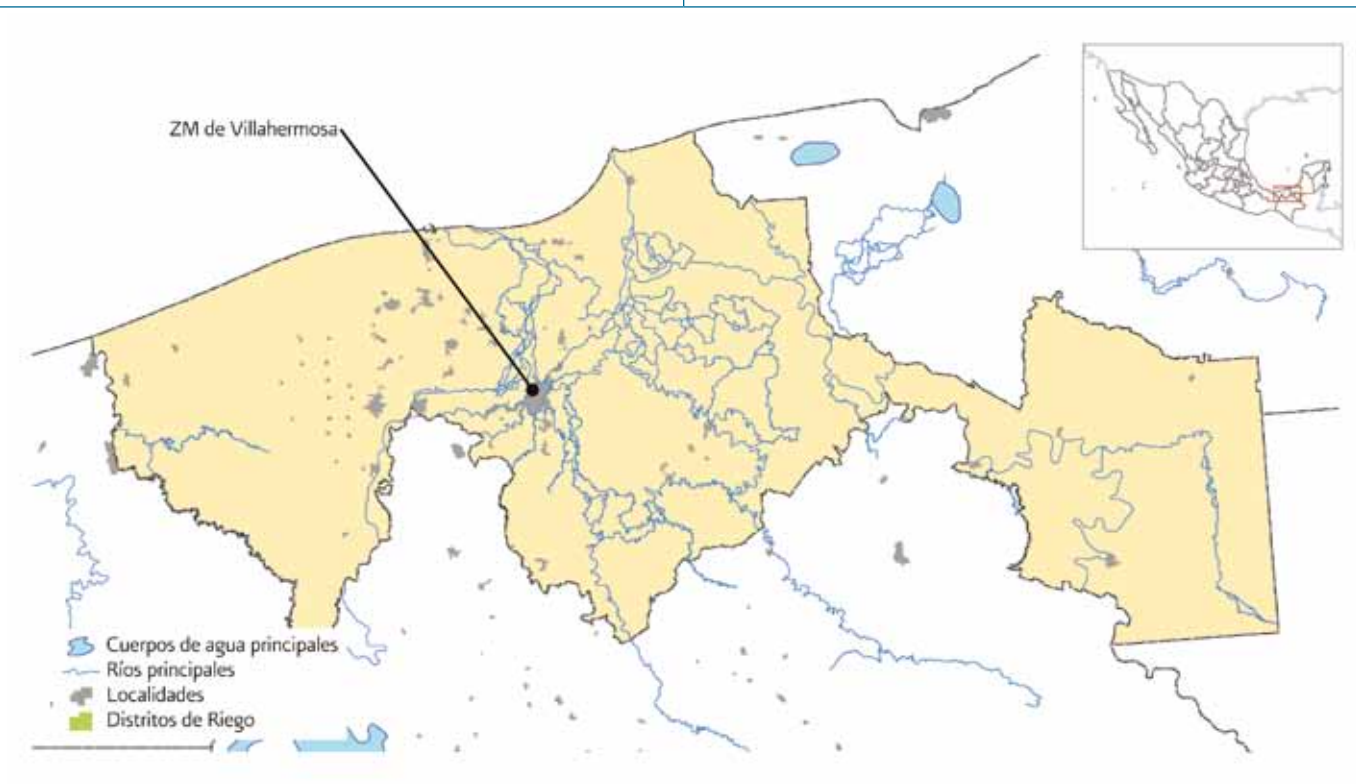 ZM de Villahermosa
Cuerpos de agua principales
Ríos principales
Localidades
Distritos de Riego